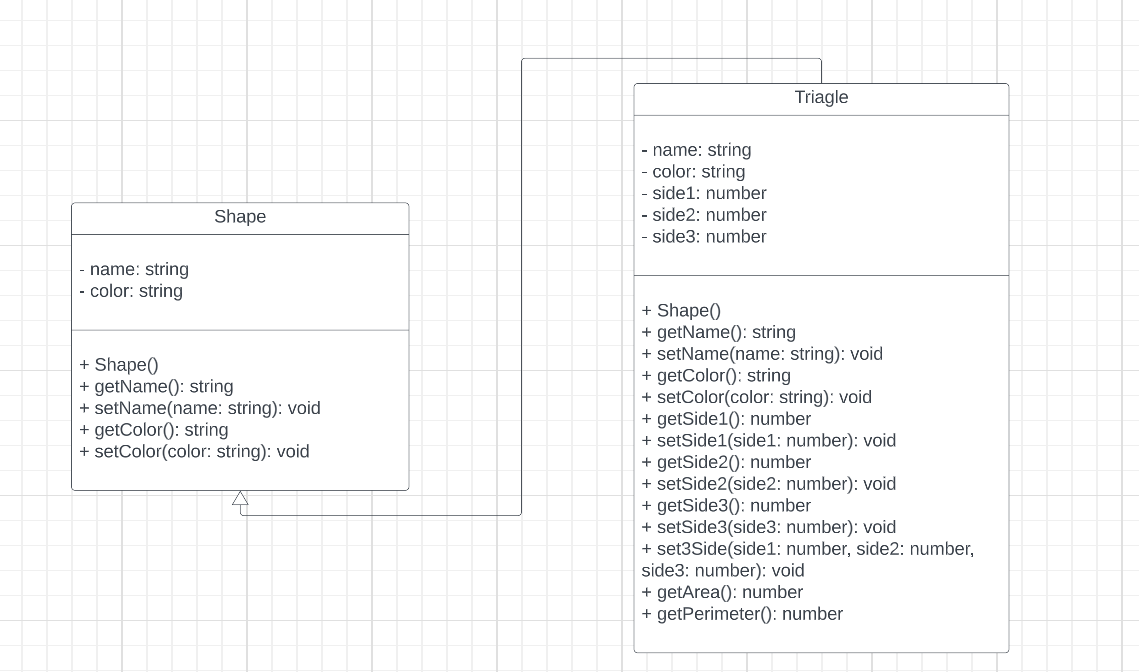 Shape
- name: string
- color: string
+ Shape()
+ getName(): string
+ setName(name: string): void
+ getColor(): string
+ setColor(color: string): void
Triagle
- name: string
- color: string
- side1: number
- side2: number
- side3: number
+ Shape()
+ getName(): string
+ setName(name: string): void
+ getColor(): string
+ setColor(color: string): void
+ getSide1(): number
+ setSide1(side1: number): void
+ getSide2(): number
+ setSide2(side2: number): void
+ getSide3(): number
+ setSide3(side3: number): void
+ set3Side(side1: number, side2: number,
side3: number): void
+ getArea(): number
+ getPerimeter(): number